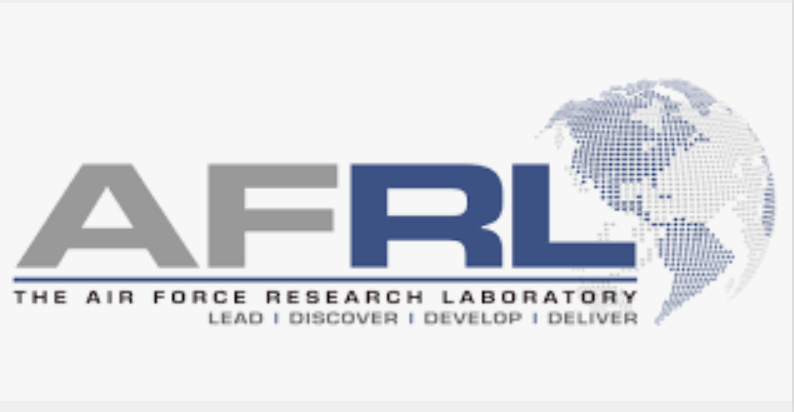 AFRL
THE AIR FORCE RESEARCH LABORATORY
LEAD | DISCOVER | DEVELOP | DELIVER